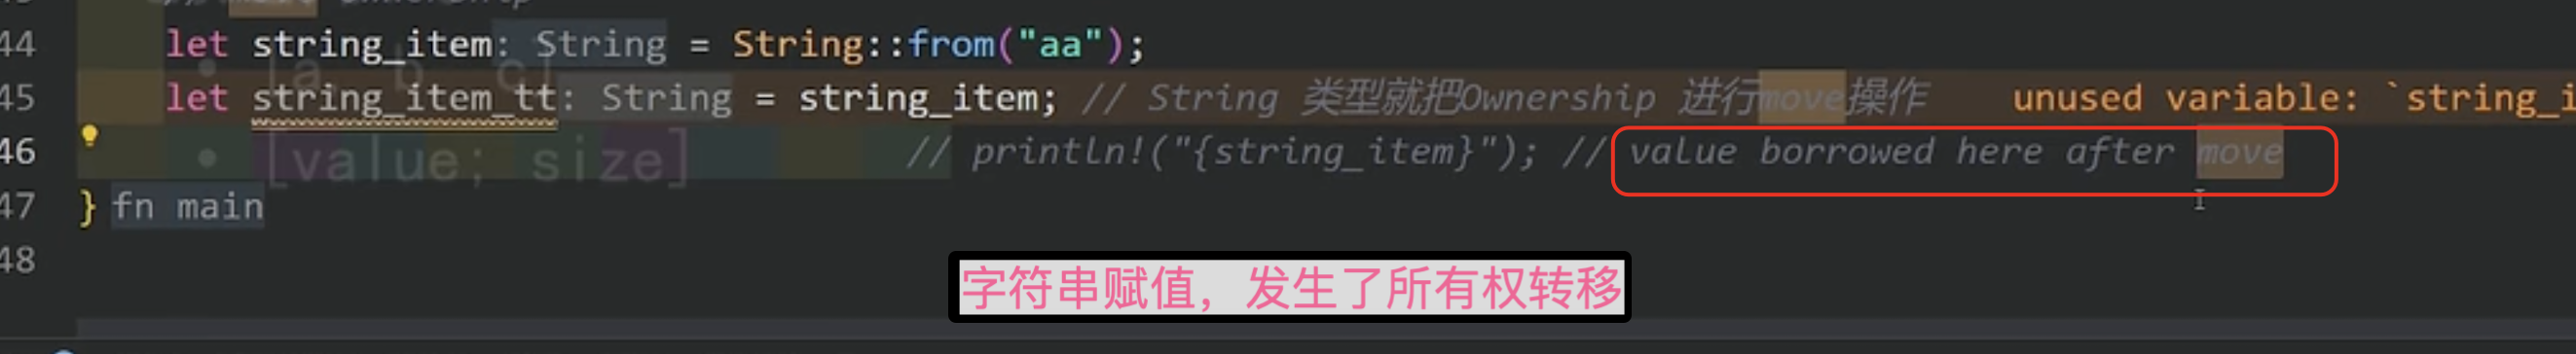 44 let string_item: String = String::from("aa");
[a b c]
45 let string_item_tt: String = string_item; // String 类型就把Ownership 进行move操作 unused variable: `string_i
46 // println!("{string_item}"); // value borrowed here after move
[value; size]
47 } fn main
48
字符串赋值，发生了所有权转移